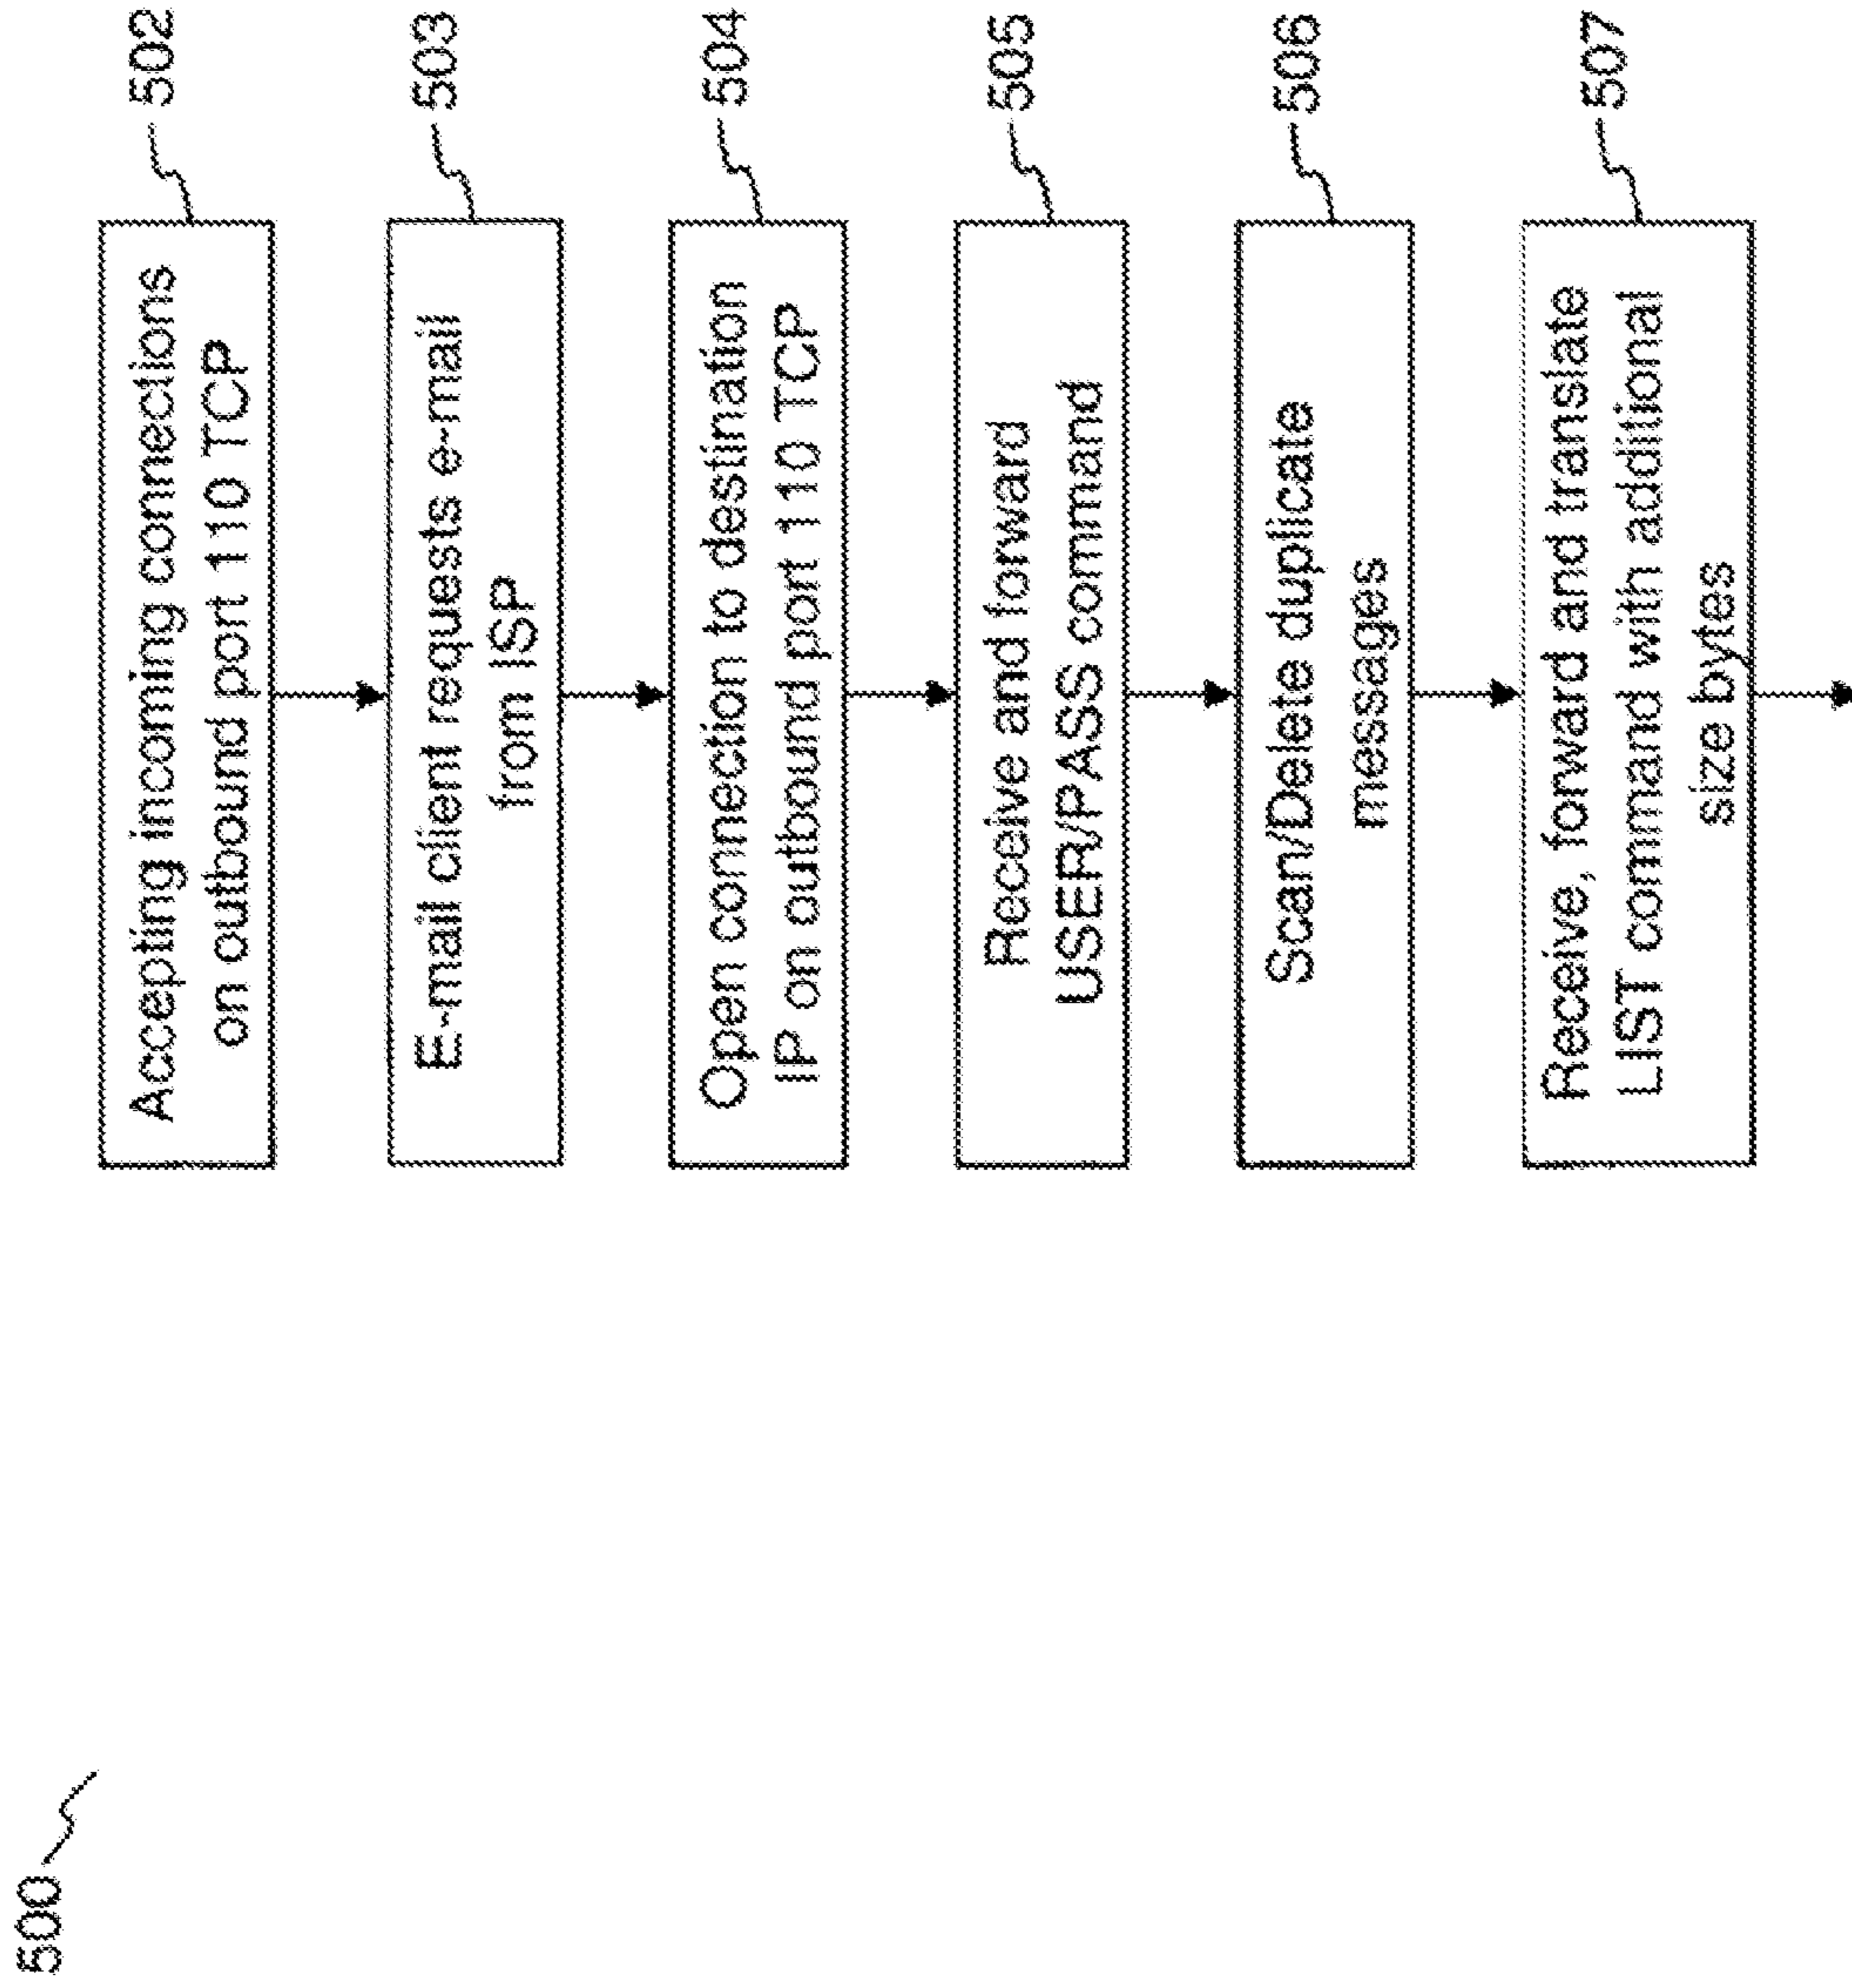 500
Accepting incoming connections
on outbound port 110 TCP
502
E-mail client requests e-mail
from ISP
503
Open connection to destination
IP on outbound port 110 TCP
504
Receive and forward
USER/PASS command
505
Scan/Delete duplicate
messages
506
Receive, forward and translate
LIST command with additional
size bytes
507